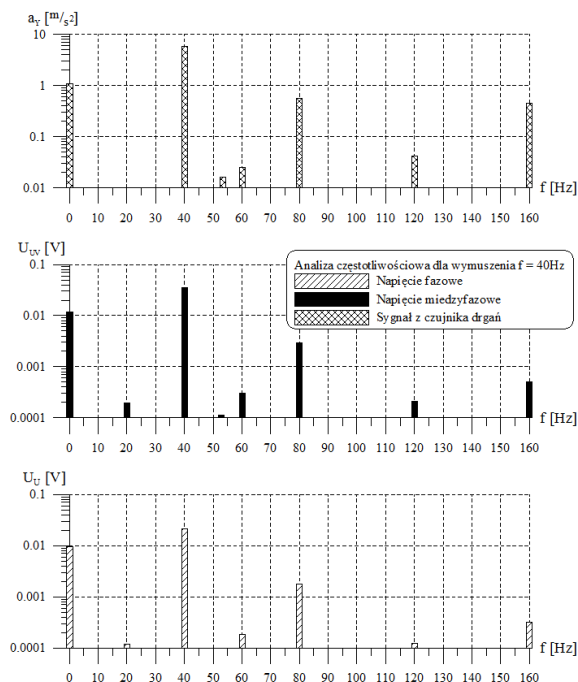 a_Y [m/s²]
10
1
0.1
0.01
0 10 20 30 40 50 60 70 80 90 100 110 120 130 140 150 160
f [Hz]
U_UV [V]
0.1
0.01
0.001
0.0001
Analiza częstotliwościowa dla wymuszenia f = 40Hz
Napięcie fazowe
Napięcie miedzyfazowe
Sygnał z czujnika drgań
0 10 20 30 40 50 60 70 80 90 100 110 120 130 140 150 160
f [Hz]
U_U [V]
0.1
0.01
0.001
0.0001
0 10 20 30 40 50 60 70 80 90 100 110 120 130 140 150 160
f [Hz]